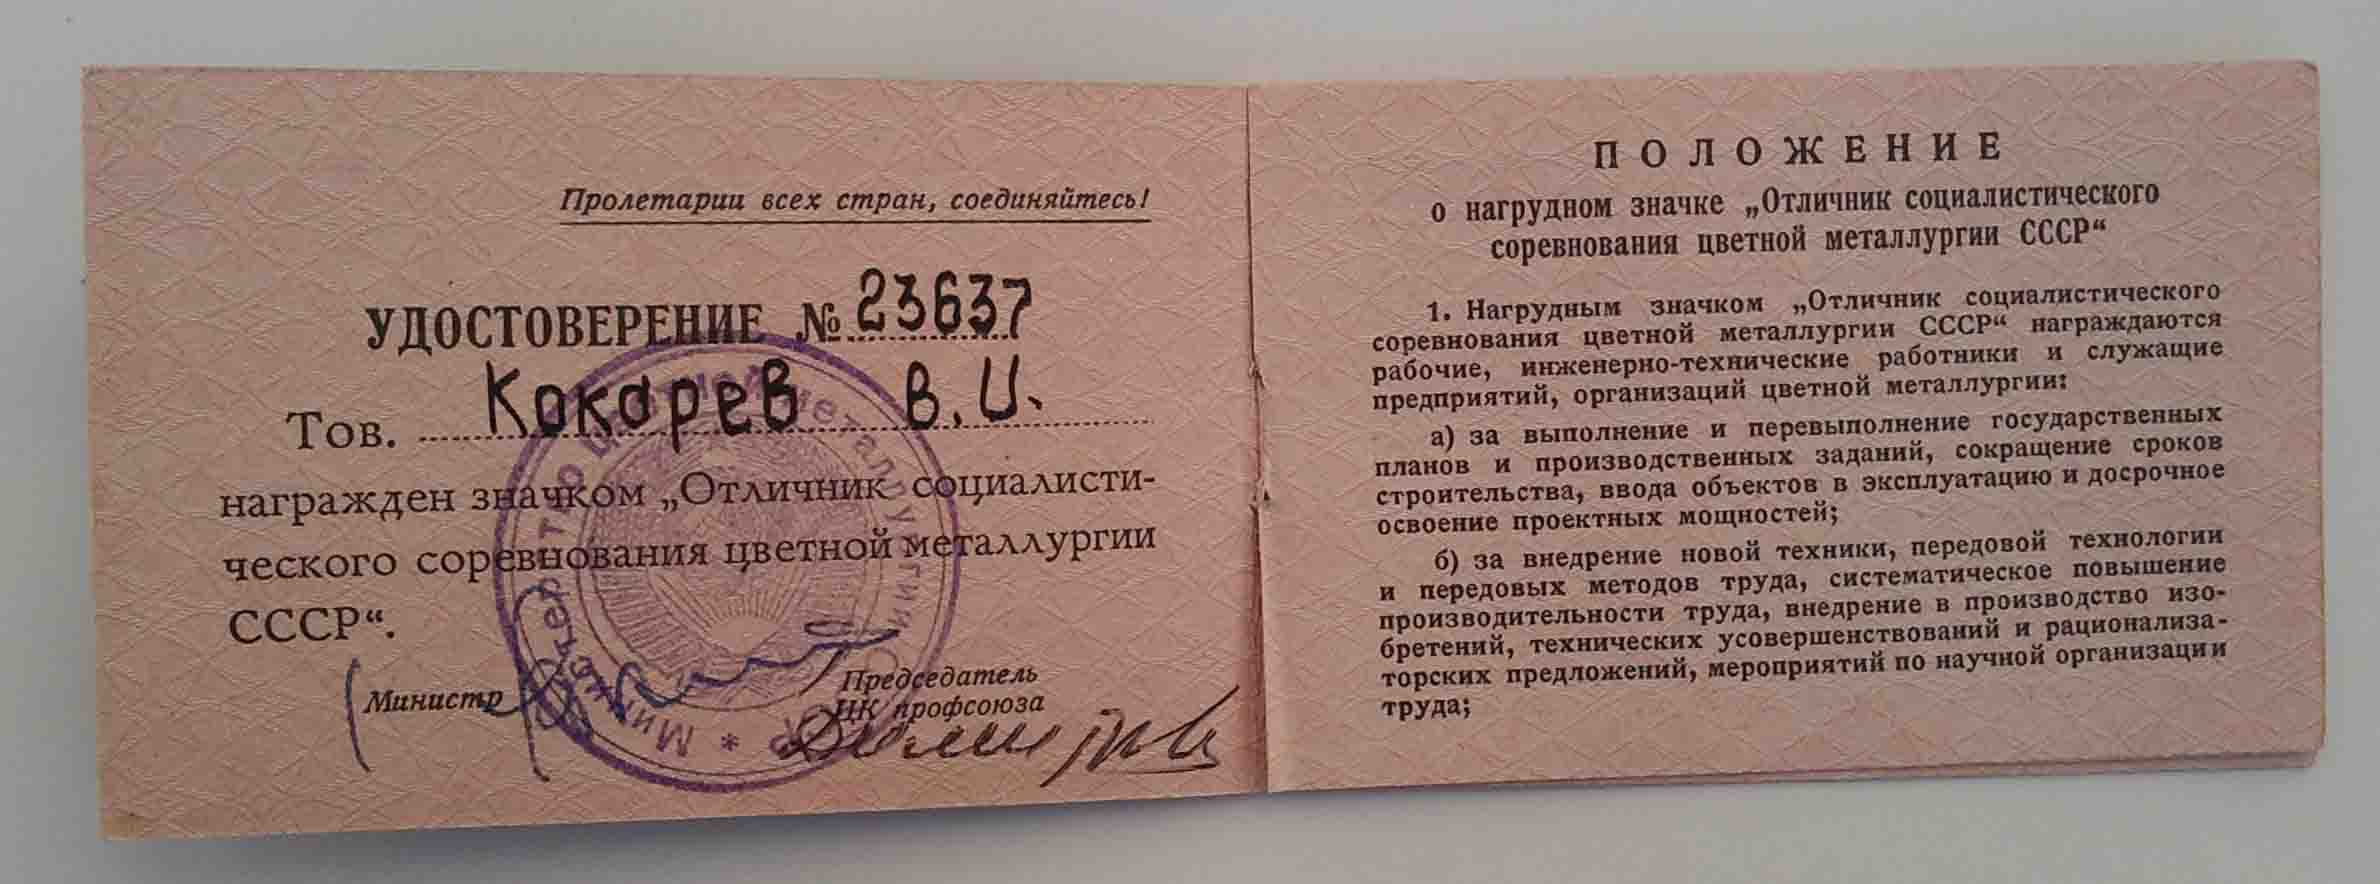 Пролетарии всех стран, соединяйтесь!
УДОСТОВЕРЕНИЕ № 23637
Тов. Кокарев В.И.
награжден значком „Отличник социалисти-
ческого соревнования цветной металлургии
СССР“.
Министр
Председатель
ЦК профсоюза
Министерство цветной металлургии СССР *
ПОЛОЖЕНИЕ
о нагрудном значке „Отличник социалистического
соревнования цветной металлургии СССР“
1. Нагрудным значком „Отличник социалистического
соревнования цветной металлургии СССР“ награждаются
рабочие, инженерно-технические работники и служащие
предприятий, организаций цветной металлургии:
а) за выполнение и перевыполнение государственных
планов и производственных заданий, сокращение сроков
строительства, ввода объектов в эксплуатацию и досрочное
освоение проектных мощностей;
б) за внедрение новой техники, передовой технологии
и передовых методов труда, систематическое повышение
производительности труда, внедрение в производство изо-
бретений, технических усовершенствований и рационализа-
торских предложений, мероприятий по научной организации
труда;